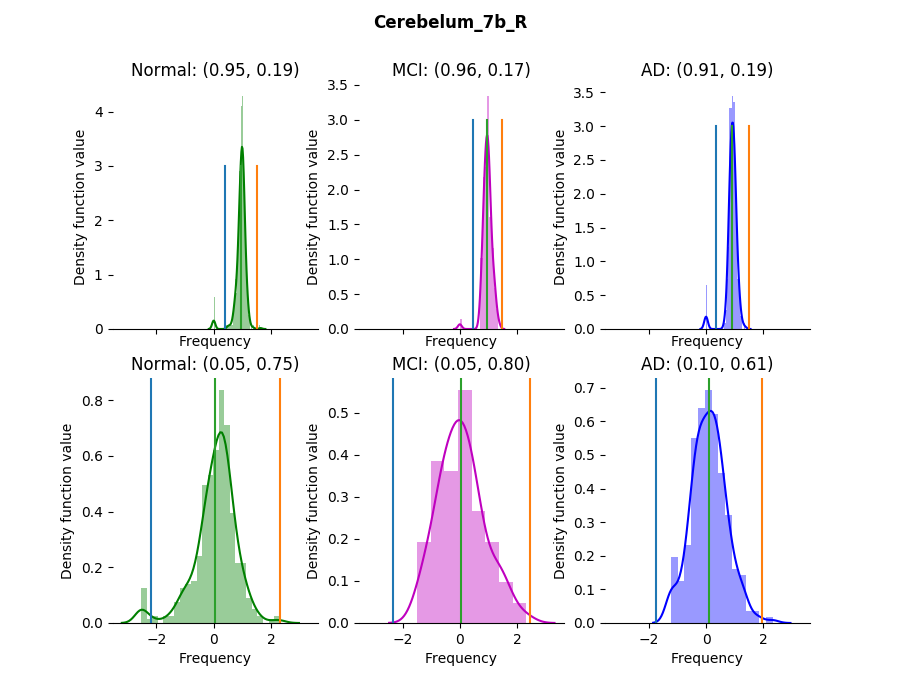 Cerebelum_7b_R
Normal: (0.95, 0.19)
MCI: (0.96, 0.17)
AD: (0.91, 0.19)
Density function value
4
3
2
1
0
Frequency
Density function value
3.5
3.0
2.5
2.0
1.5
1.0
0.5
0.0
−2
0
2
Frequency
Density function value
3.5
3.0
2.5
2.0
1.5
1.0
0.5
0.0
Frequency
Normal: (0.05, 0.75)
MCI: (0.05, 0.80)
AD: (0.10, 0.61)
Density function value
0.8
0.6
0.4
0.2
0.0
−2
0
2
Frequency
Density function value
0.5
0.4
0.3
0.2
0.1
0.0
−2
0
2
Frequency
Density function value
0.7
0.6
0.5
0.4
0.3
0.2
0.1
0.0
−2
0
2
Frequency